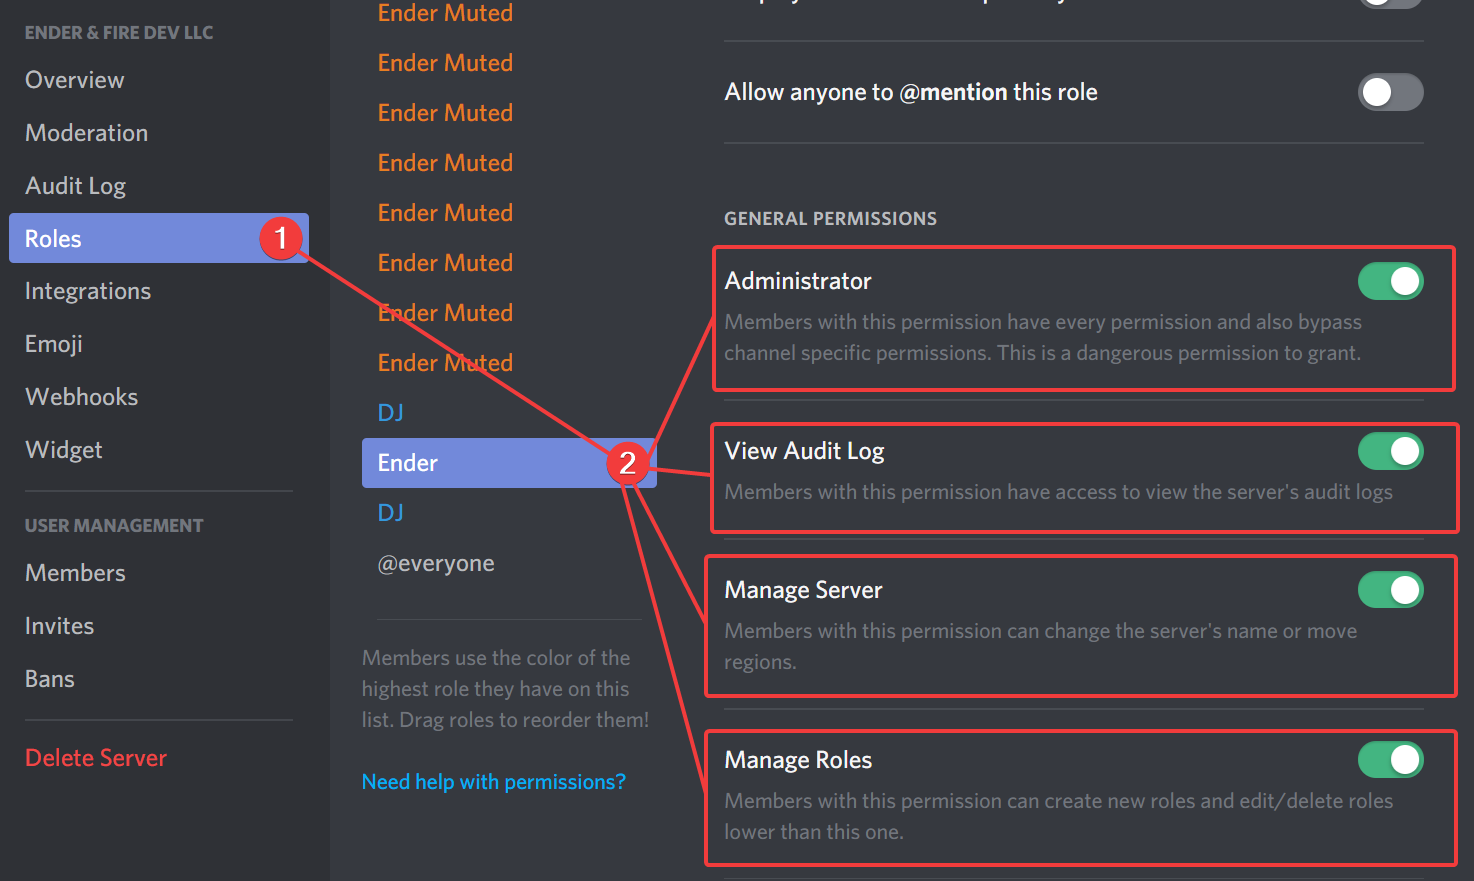 ENDER & FIRE DEV LLC
Overview
Moderation
Audit Log
Roles
1
Integrations
Emoji
Webhooks
Widget
USER MANAGEMENT
Members
Invites
Bans
Delete Server
Ender Muted
Ender Muted
Ender Muted
Ender Muted
Ender Muted
Ender Muted
Ender Muted
Ender Muted
DJ
Ender
2
DJ
@everyone
Members use the color of the
highest role they have on this
list. Drag roles to reorder them!
Need help with permissions?
Allow anyone to @mention this role
GENERAL PERMISSIONS
Administrator
Members with this permission have every permission and also bypass
channel specific permissions. This is a dangerous permission to grant.
View Audit Log
Members with this permission have access to view the server's audit logs
Manage Server
Members with this permission can change the server's name or move
regions.
Manage Roles
Members with this permission can create new roles and edit/delete roles
lower than this one.